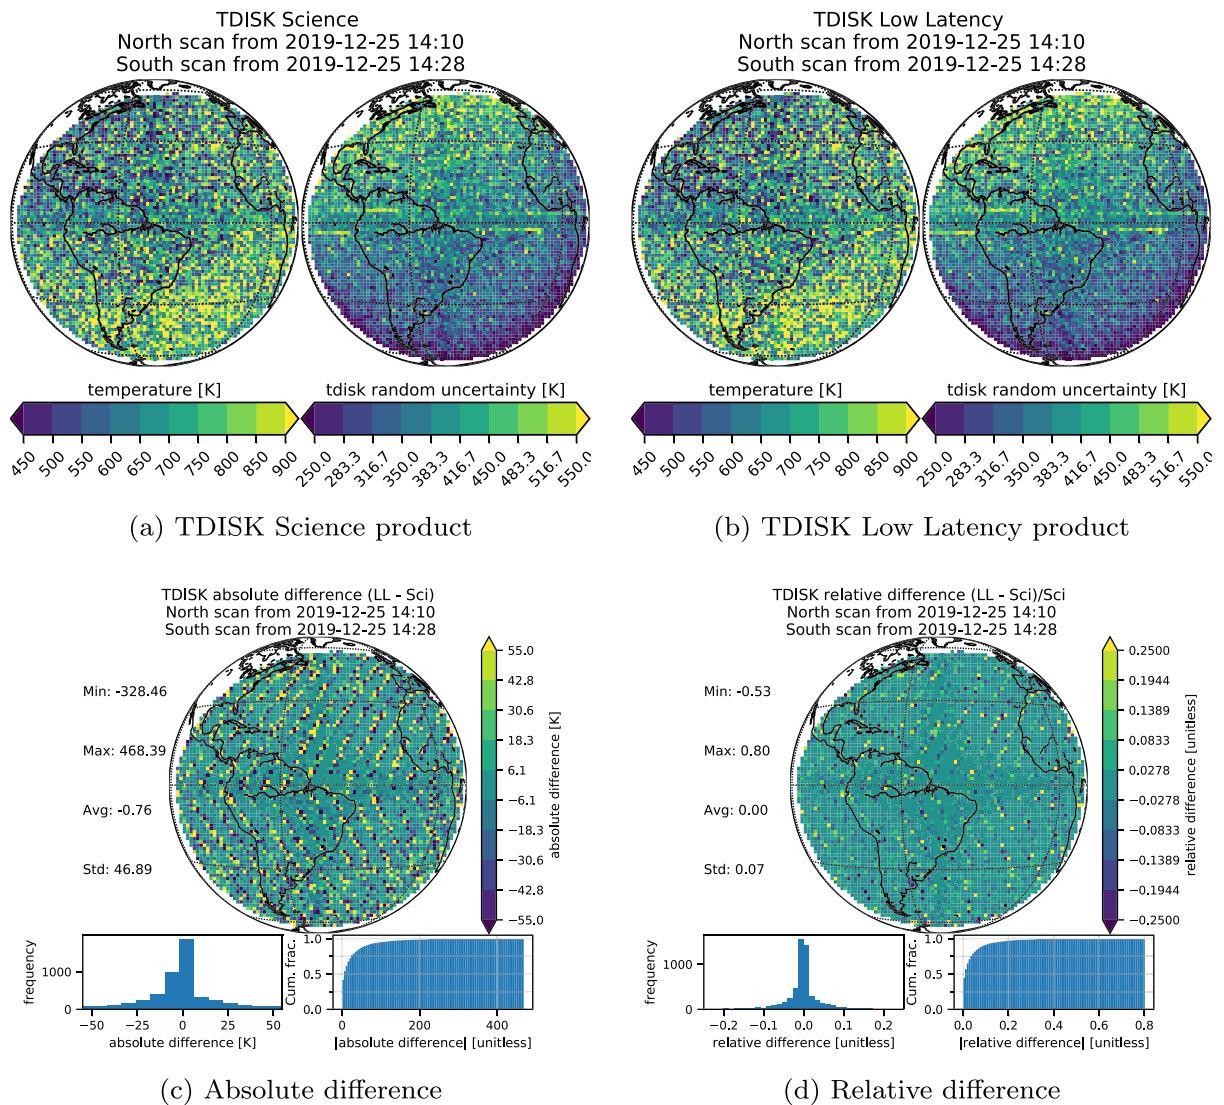 TDISK Science
North scan from 2019-12-25 14:10
South scan from 2019-12-25 14:28
temperature [K]
450 500 550 600 650 700 750 800 850 900
tdisk random uncertainty [K]
250.0 283.3 316.7 350.0 383.3 416.7 450.0 483.3 516.7 550.0
(a) TDISK Science product
TDISK Low Latency
North scan from 2019-12-25 14:10
South scan from 2019-12-25 14:28
temperature [K]
450 500 550 600 650 700 750 800 850 900
tdisk random uncertainty [K]
250.0 283.3 316.7 350.0 383.3 416.7 450.0 483.3 516.7 550.0
(b) TDISK Low Latency product
TDISK absolute difference (LL - Sci)
North scan from 2019-12-25 14:10
South scan from 2019-12-25 14:28
Min: -328.46
Max: 468.39
Avg: -0.76
Std: 46.89
55.0
42.8
30.6
18.3
6.1
−6.1
−18.3
−30.6
−42.8
−55.0
absolute difference [K]
frequency
1000
0
−50 −25 0 25 50
absolute difference [K]
Cum. frac.
1.0
0.5
0.0
0 200 400
|absolute difference| [unitless]
(c) Absolute difference
TDISK relative difference (LL - Sci)/Sci
North scan from 2019-12-25 14:10
South scan from 2019-12-25 14:28
Min: -0.53
Max: 0.80
Avg: 0.00
Std: 0.07
0.2500
0.1944
0.1389
0.0833
0.0278
−0.0278
−0.0833
−0.1389
−0.1944
−0.2500
relative difference [unitless]
frequency
1000
0
−0.2 −0.1 0.0 0.1 0.2
relative difference [unitless]
Cum. frac.
1.0
0.5
0.0
0.0 0.2 0.4 0.6 0.8
|relative difference| [unitless]
(d) Relative difference